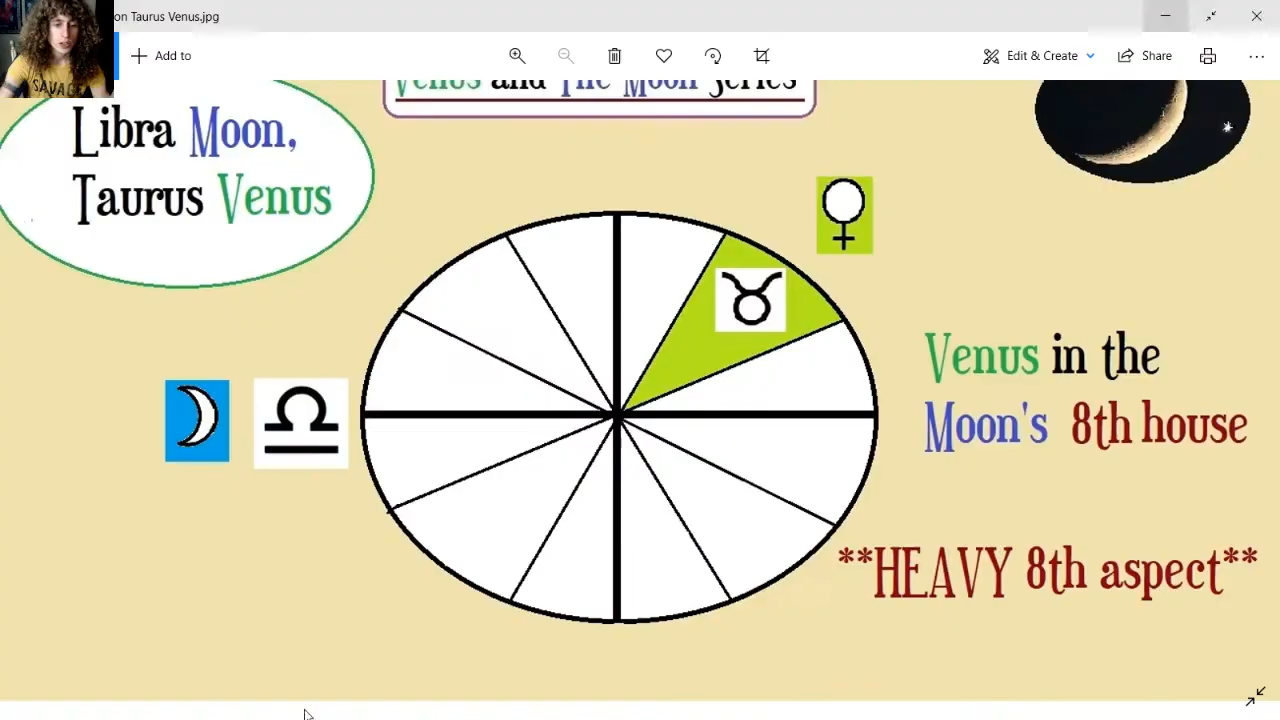 on Taurus Venus.jpg
Add to
Edit & Create
Share
SAVAGE
Venus and The Moon Series
Libra Moon,
Taurus Venus
Venus in the
Moon's 8th house
**HEAVY 8th aspect**